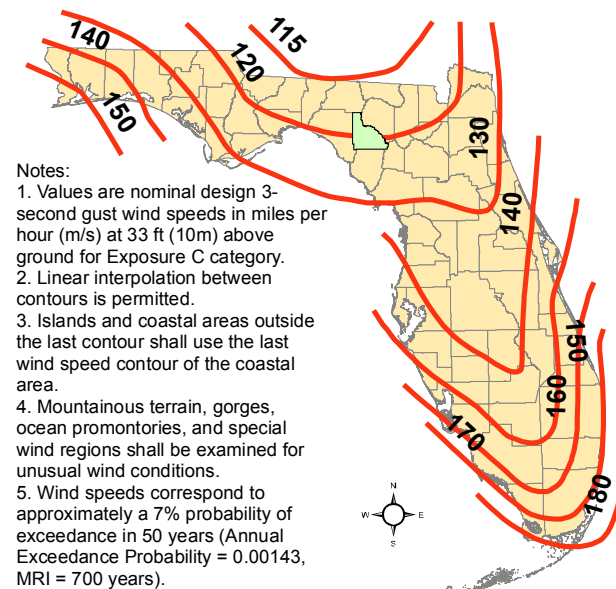 115
140
120
150
130
140
Notes:
1. Values are nominal design 3-
second gust wind speeds in miles per
hour (m/s) at 33 ft (10m) above
ground for Exposure C category.
2. Linear interpolation between
contours is permitted.
3. Islands and coastal areas outside
the last contour shall use the last
wind speed contour of the coastal
area.
4. Mountainous terrain, gorges,
ocean promontories, and special
wind regions shall be examined for
unusual wind conditions.
5. Wind speeds correspond to
approximately a 7% probability of
exceedance in 50 years (Annual
Exceedance Probability = 0.00143,
MRI = 700 years).
150
160
170
180
N
W E
S